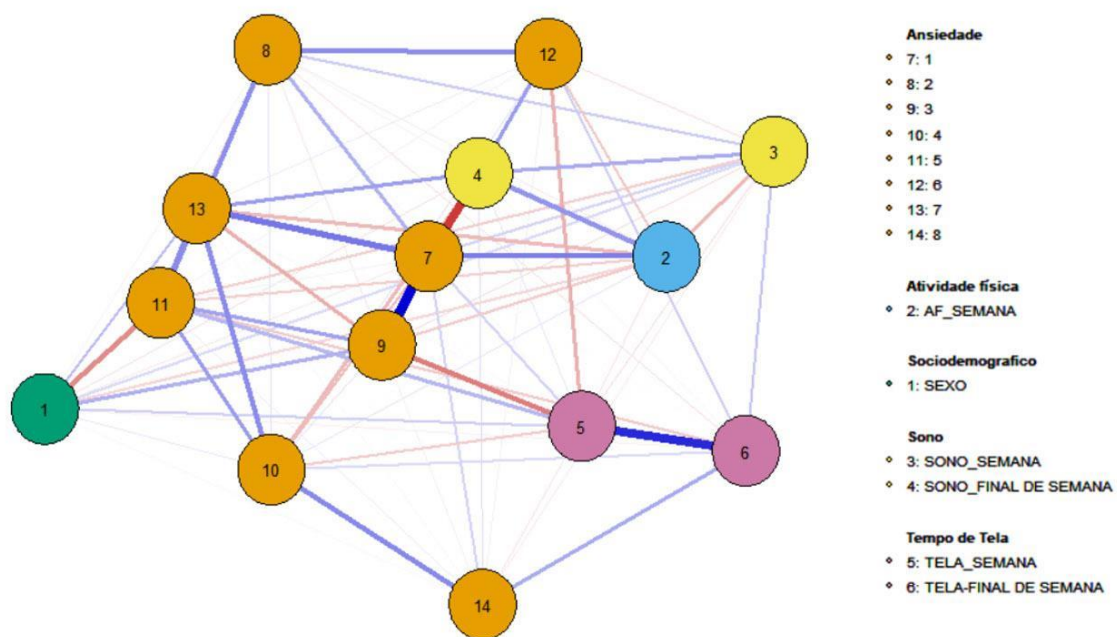 8
12
3
4
13
7
2
11
9
1
5
6
10
14
Ansiedade
7: 1
8: 2
9: 3
10: 4
11: 5
12: 6
13: 7
14: 8
Atividade física
2: AF_SEMANA
Sociodemografico
1: SEXO
Sono
3: SONO_SEMANA
4: SONO_FINAL DE SEMANA
Tempo de Tela
5: TELA_SEMANA
6: TELA-FINAL DE SEMANA